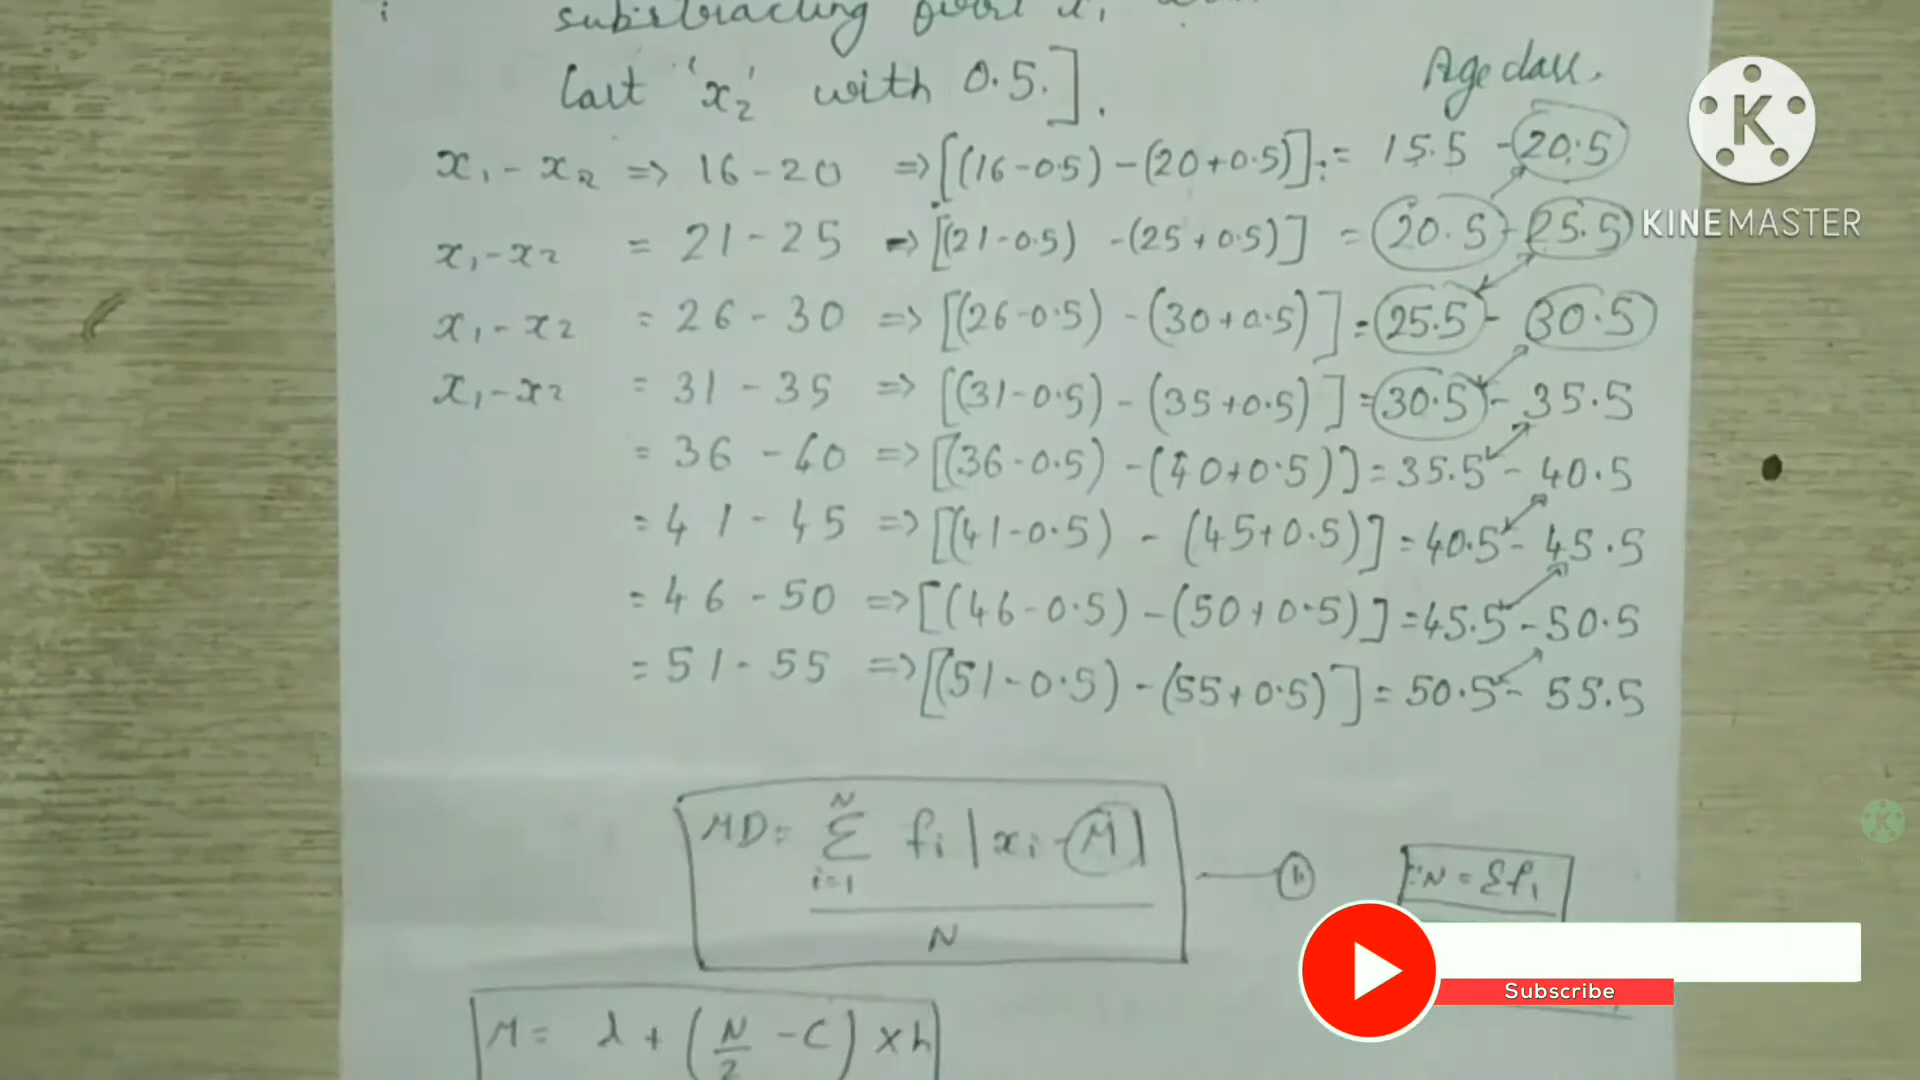 subtracting
last 'x₂' with 0.5.].
Age class.
x₁ - x₂ => 16 - 20 => [(16-0.5) - (20+0.5)] := 15.5 - 20.5
x₁ - x₂ = 21 - 25 -> [(21-0.5) - (25+0.5)] = 20.5 - 25.5
x₁ - x₂ = 26 - 30 => [(26-0.5) - (30+0.5)] = 25.5 - 30.5
x₁ - x₂ = 31 - 35 => [(31-0.5) - (35+0.5)] = 30.5 - 35.5
= 36 - 40 => [(36-0.5) - (40+0.5)] = 35.5 - 40.5
= 41 - 45 => [(41-0.5) - (45+0.5)] = 40.5 - 45.5
= 46 - 50 => [(46-0.5) - (50+0.5)] = 45.5 - 50.5
= 51 - 55 => [(51-0.5) - (55+0.5)] = 50.5 - 55.5
MD = N Σ i=1 fi |xi - M|
N
∵ N = Σfi
M = l + (N/2 - C) x h
K
KINEMASTER
Subscribe